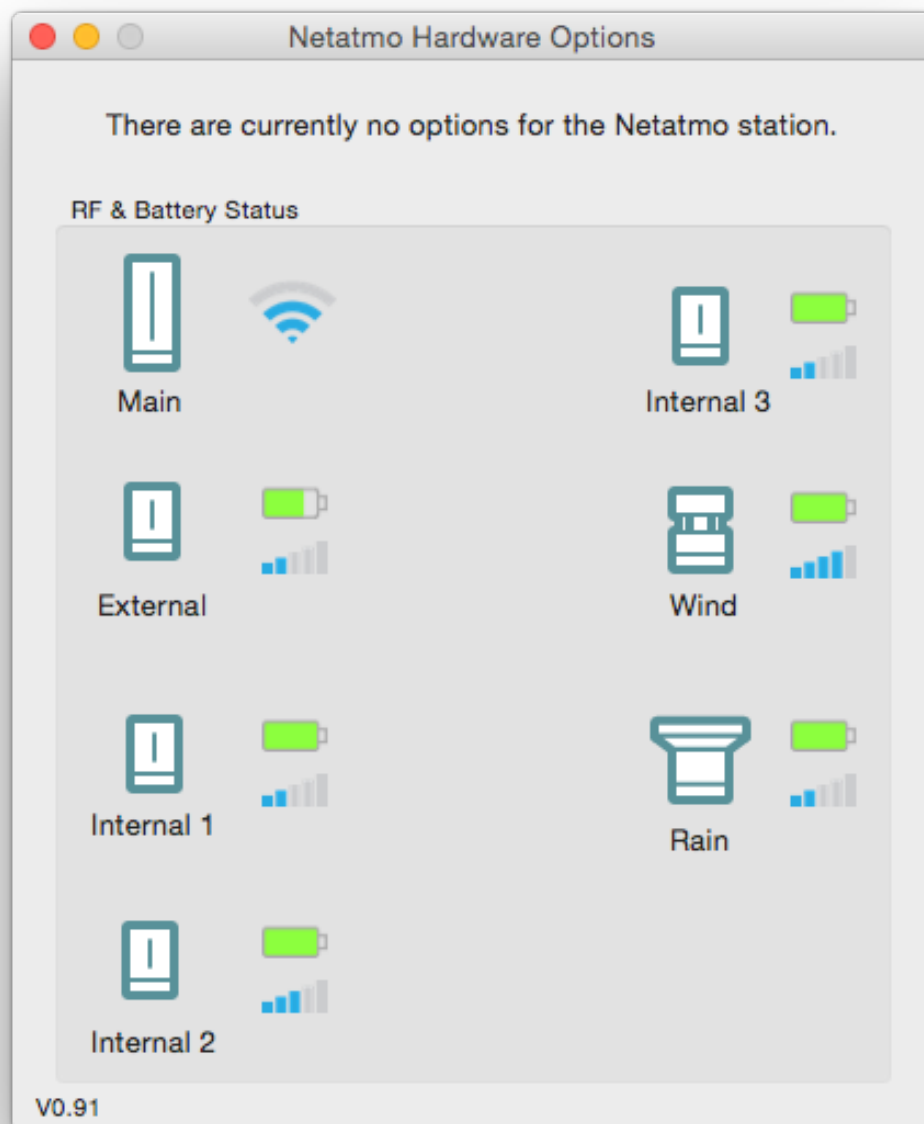 Netatmo Hardware Options
There are currently no options for the Netatmo station.
RF & Battery Status
Main
Internal 3
External
Wind
Internal 1
Rain
Internal 2
V0.91